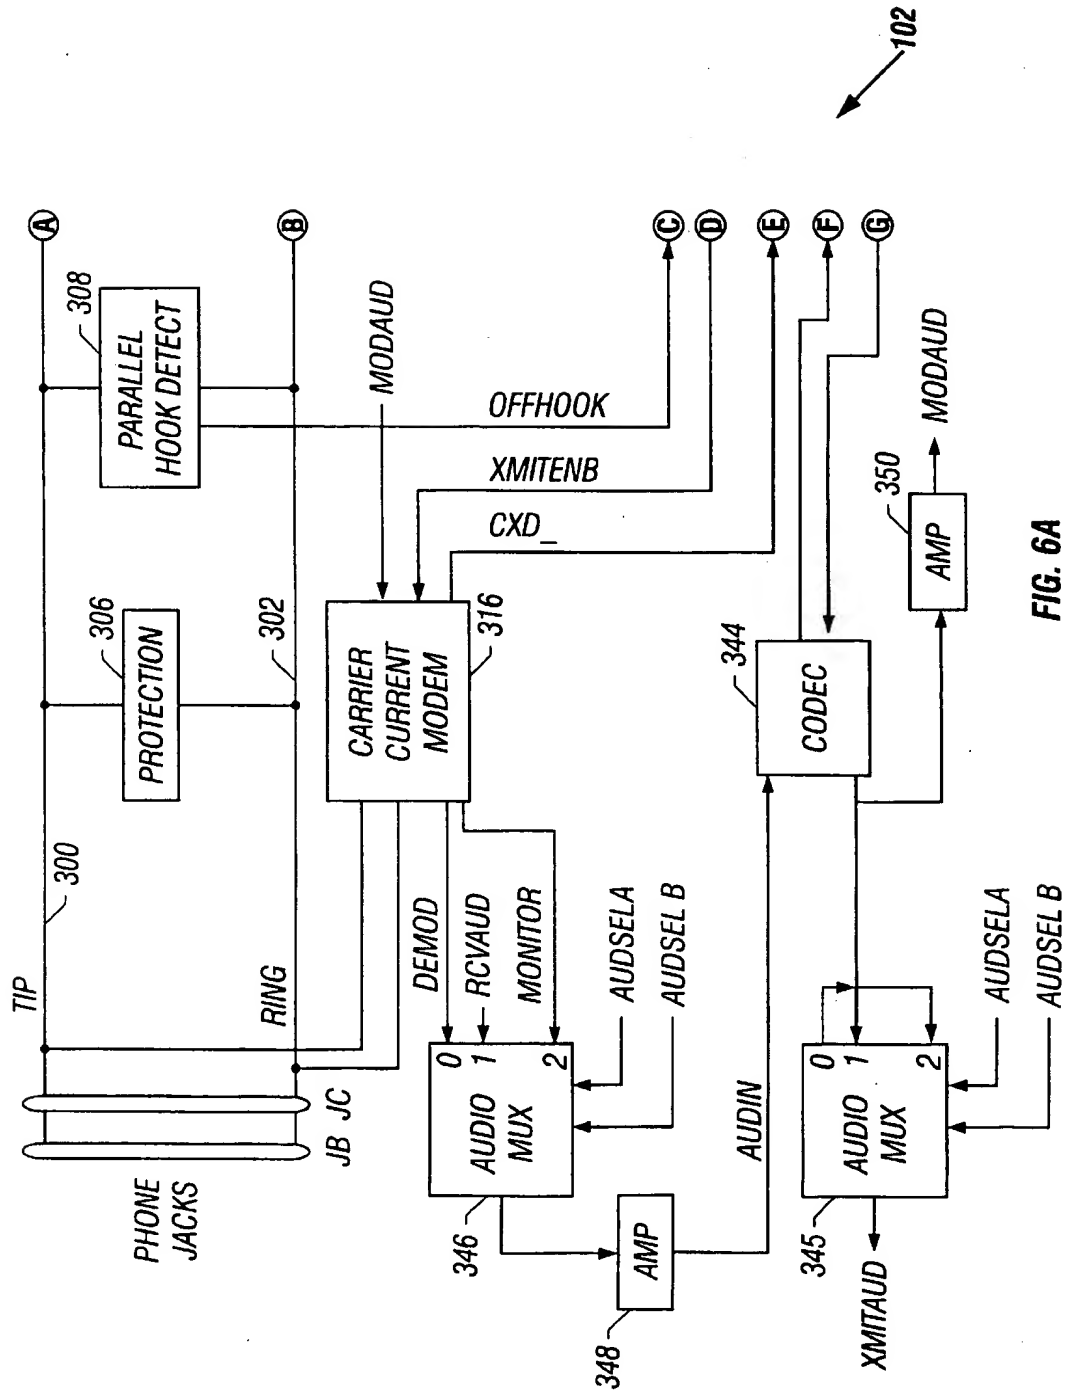 PHONE
JACKS
JB
JC
TIP
RING
300
302
PROTECTION
306
PARALLEL
HOOK DETECT
308
A
B
CARRIER
CURRENT
MODEM
316
MODAUD
OFFHOOK
XMITENB
CXD_
C
D
E
F
G
DEMOD
RCVAUD
MONITOR
0
1
2
AUDIO
MUX
346
AUDSELA
AUDSEL B
AMP
348
AUDIN
CODEC
344
AMP
350
MODAUD
0
1
2
AUDIO
MUX
345
XMITAUD
AUDSELA
AUDSEL B
102
FIG. 6A